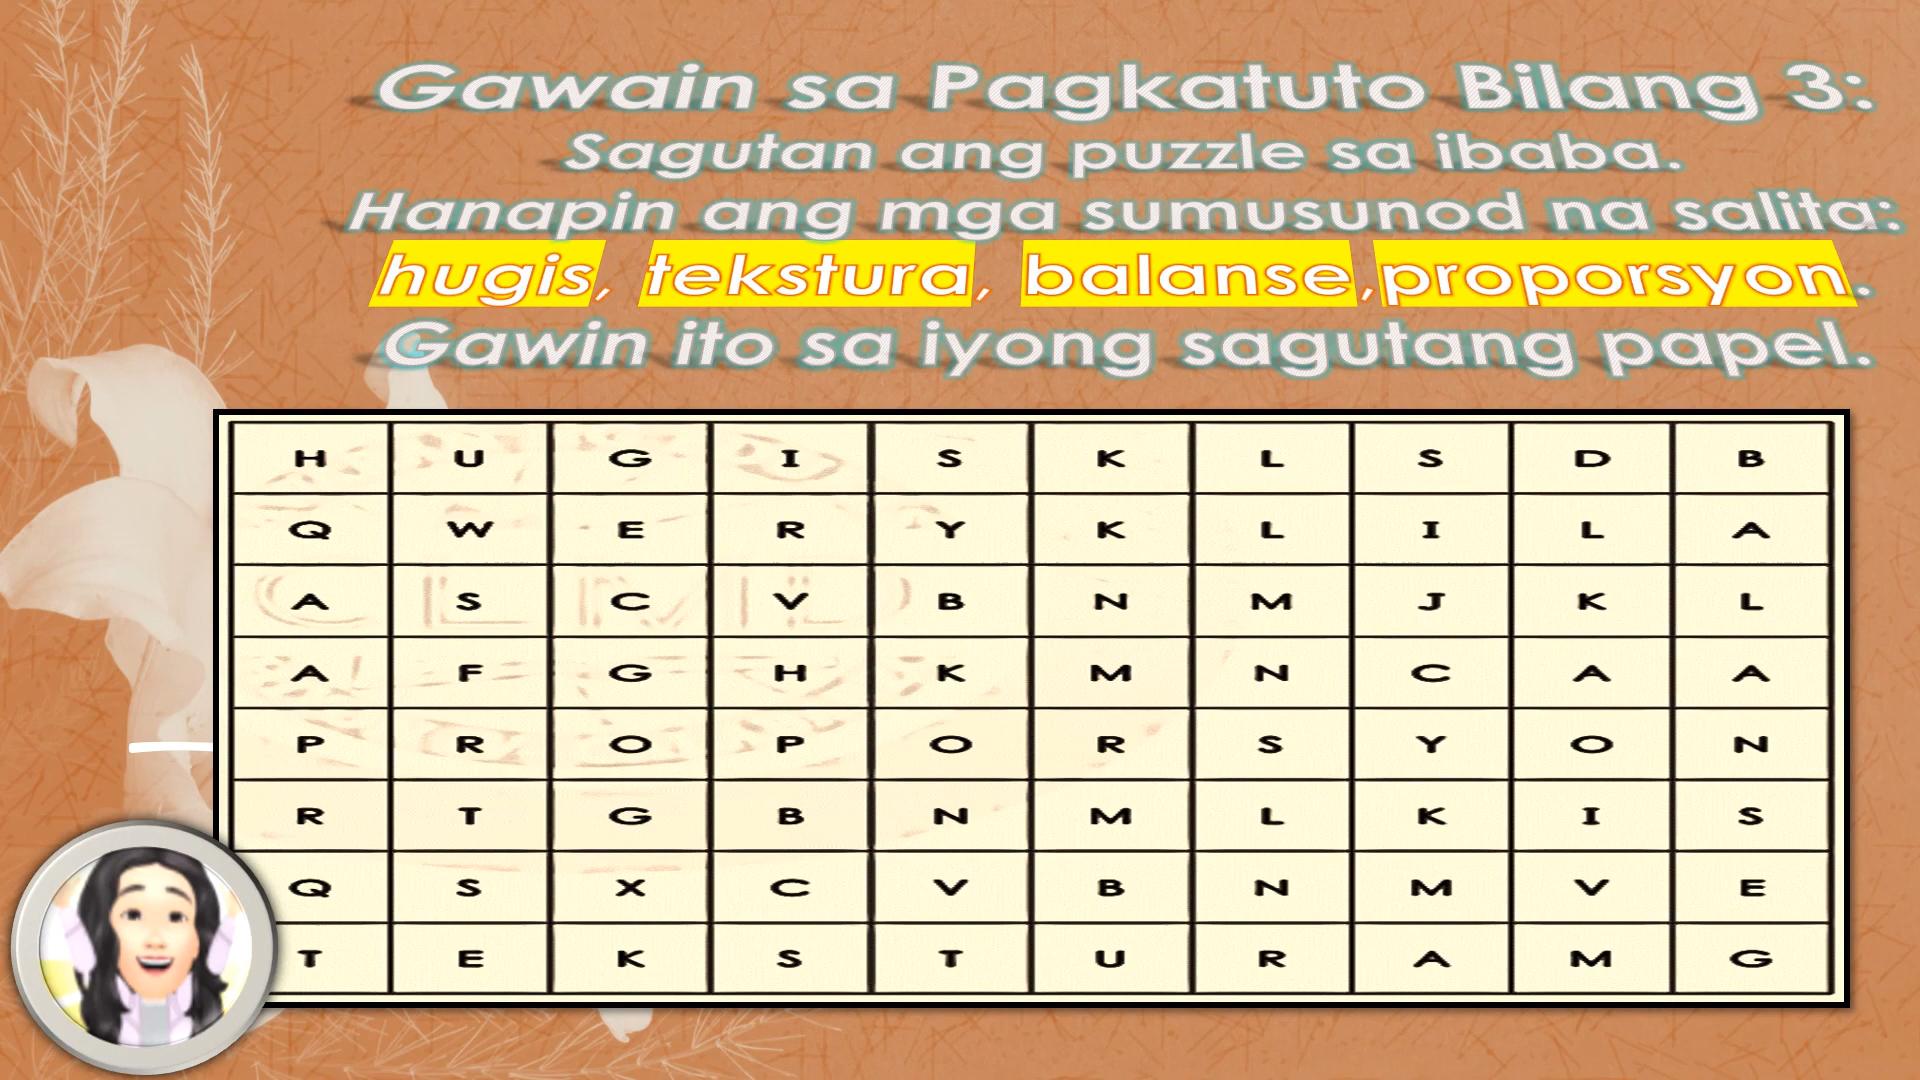 Gawain sa Pagkatuto Bilang 3:
Sagutan ang puzzle sa ibaba.
Hanapin ang mga sumusunod na salita:
hugis, tekstura, balanse,proporsyon.
Gawin ito sa iyong sagutang papel.
H U G I S K L S D B
Q W E R Y K L I L A
A S C V B N M J K L
A F G H K M N C A A
P R O P O R S Y O N
R T G B N M L K I S
Q S X C V B N M V E
T E K S T U R A M G